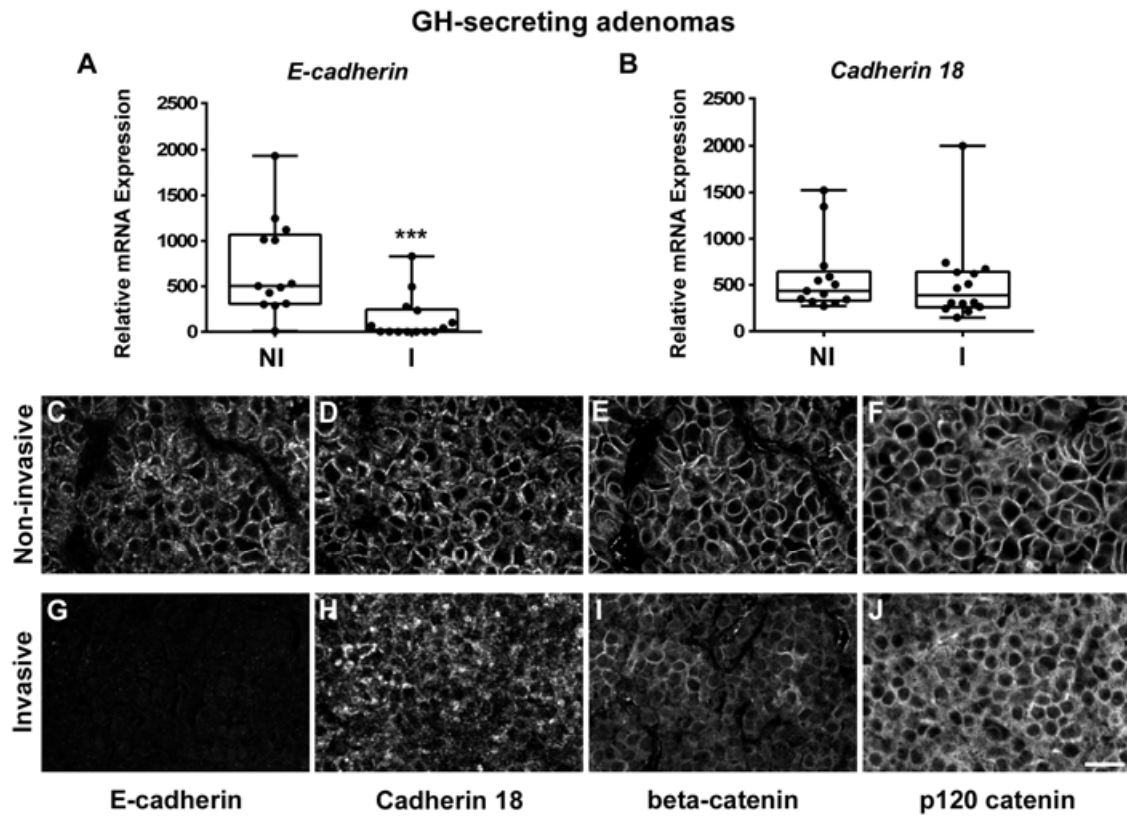 GH-secreting adenomas
A
E-cadherin
Relative mRNA Expression
2500
2000
1500
1000
500
0
***
NI
I
B
Cadherin 18
Relative mRNA Expression
2500
2000
1500
1000
500
0
NI
I
Non-invasive
C
D
E
F
Invasive
G
H
I
J
E-cadherin
Cadherin 18
beta-catenin
p120 catenin